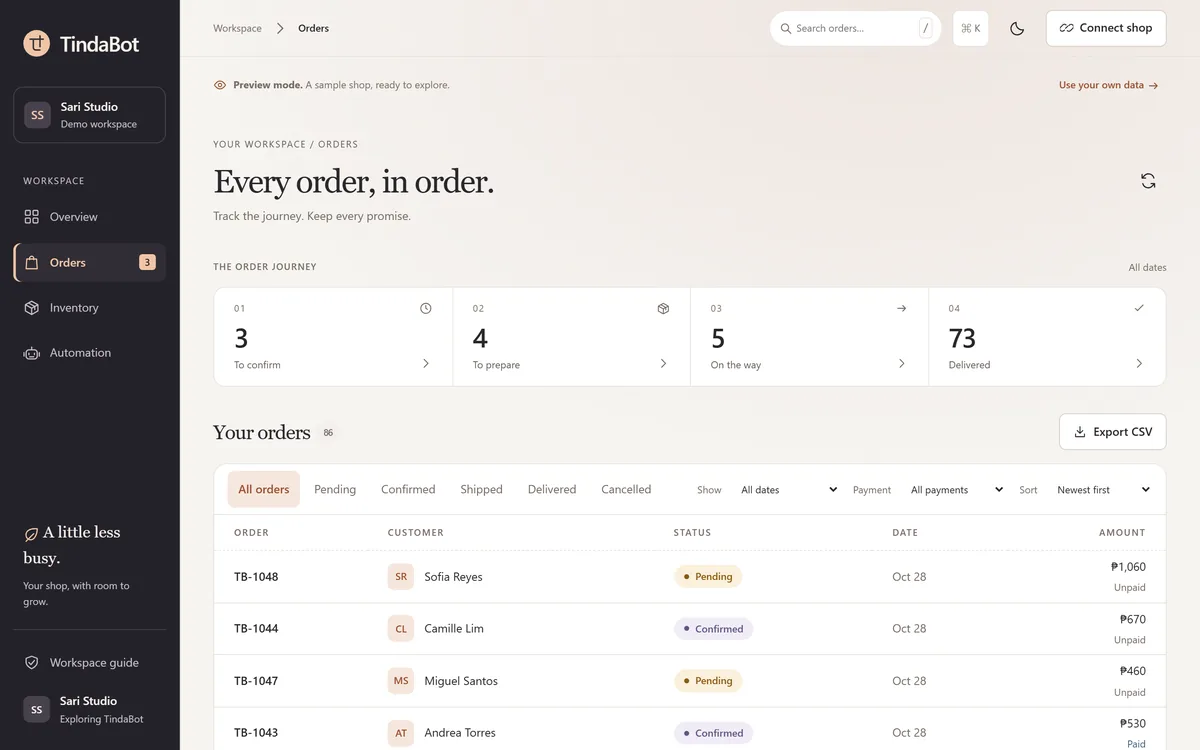 TindaBot
SS
Sari Studio
Demo workspace
WORKSPACE
Overview
Orders
3
Inventory
Automation
A little less
busy.
Your shop, with room to
grow.
Workspace guide
SS
Sari Studio
Exploring TindaBot
Workspace
Orders
Search orders...
/
⌘ K
Connect shop
Preview mode. A sample shop, ready to explore.
Use your own data →
YOUR WORKSPACE / ORDERS
Every order, in order.
Track the journey. Keep every promise.
THE ORDER JOURNEY
All dates
01
3
To confirm
02
4
To prepare
03
5
On the way
04
73
Delivered
Your orders 86
Export CSV
All orders Pending Confirmed Shipped Delivered Cancelled Show All dates Payment All payments Sort Newest first
ORDER CUSTOMER STATUS DATE AMOUNT
TB-1048 SR Sofia Reyes Pending Oct 28 ₱1,060
Unpaid
TB-1044 CL Camille Lim Confirmed Oct 28 ₱670
Unpaid
TB-1047 MS Miguel Santos Pending Oct 28 ₱460
Unpaid
TB-1043 AT Andrea Torres Confirmed Oct 28 ₱530
Paid